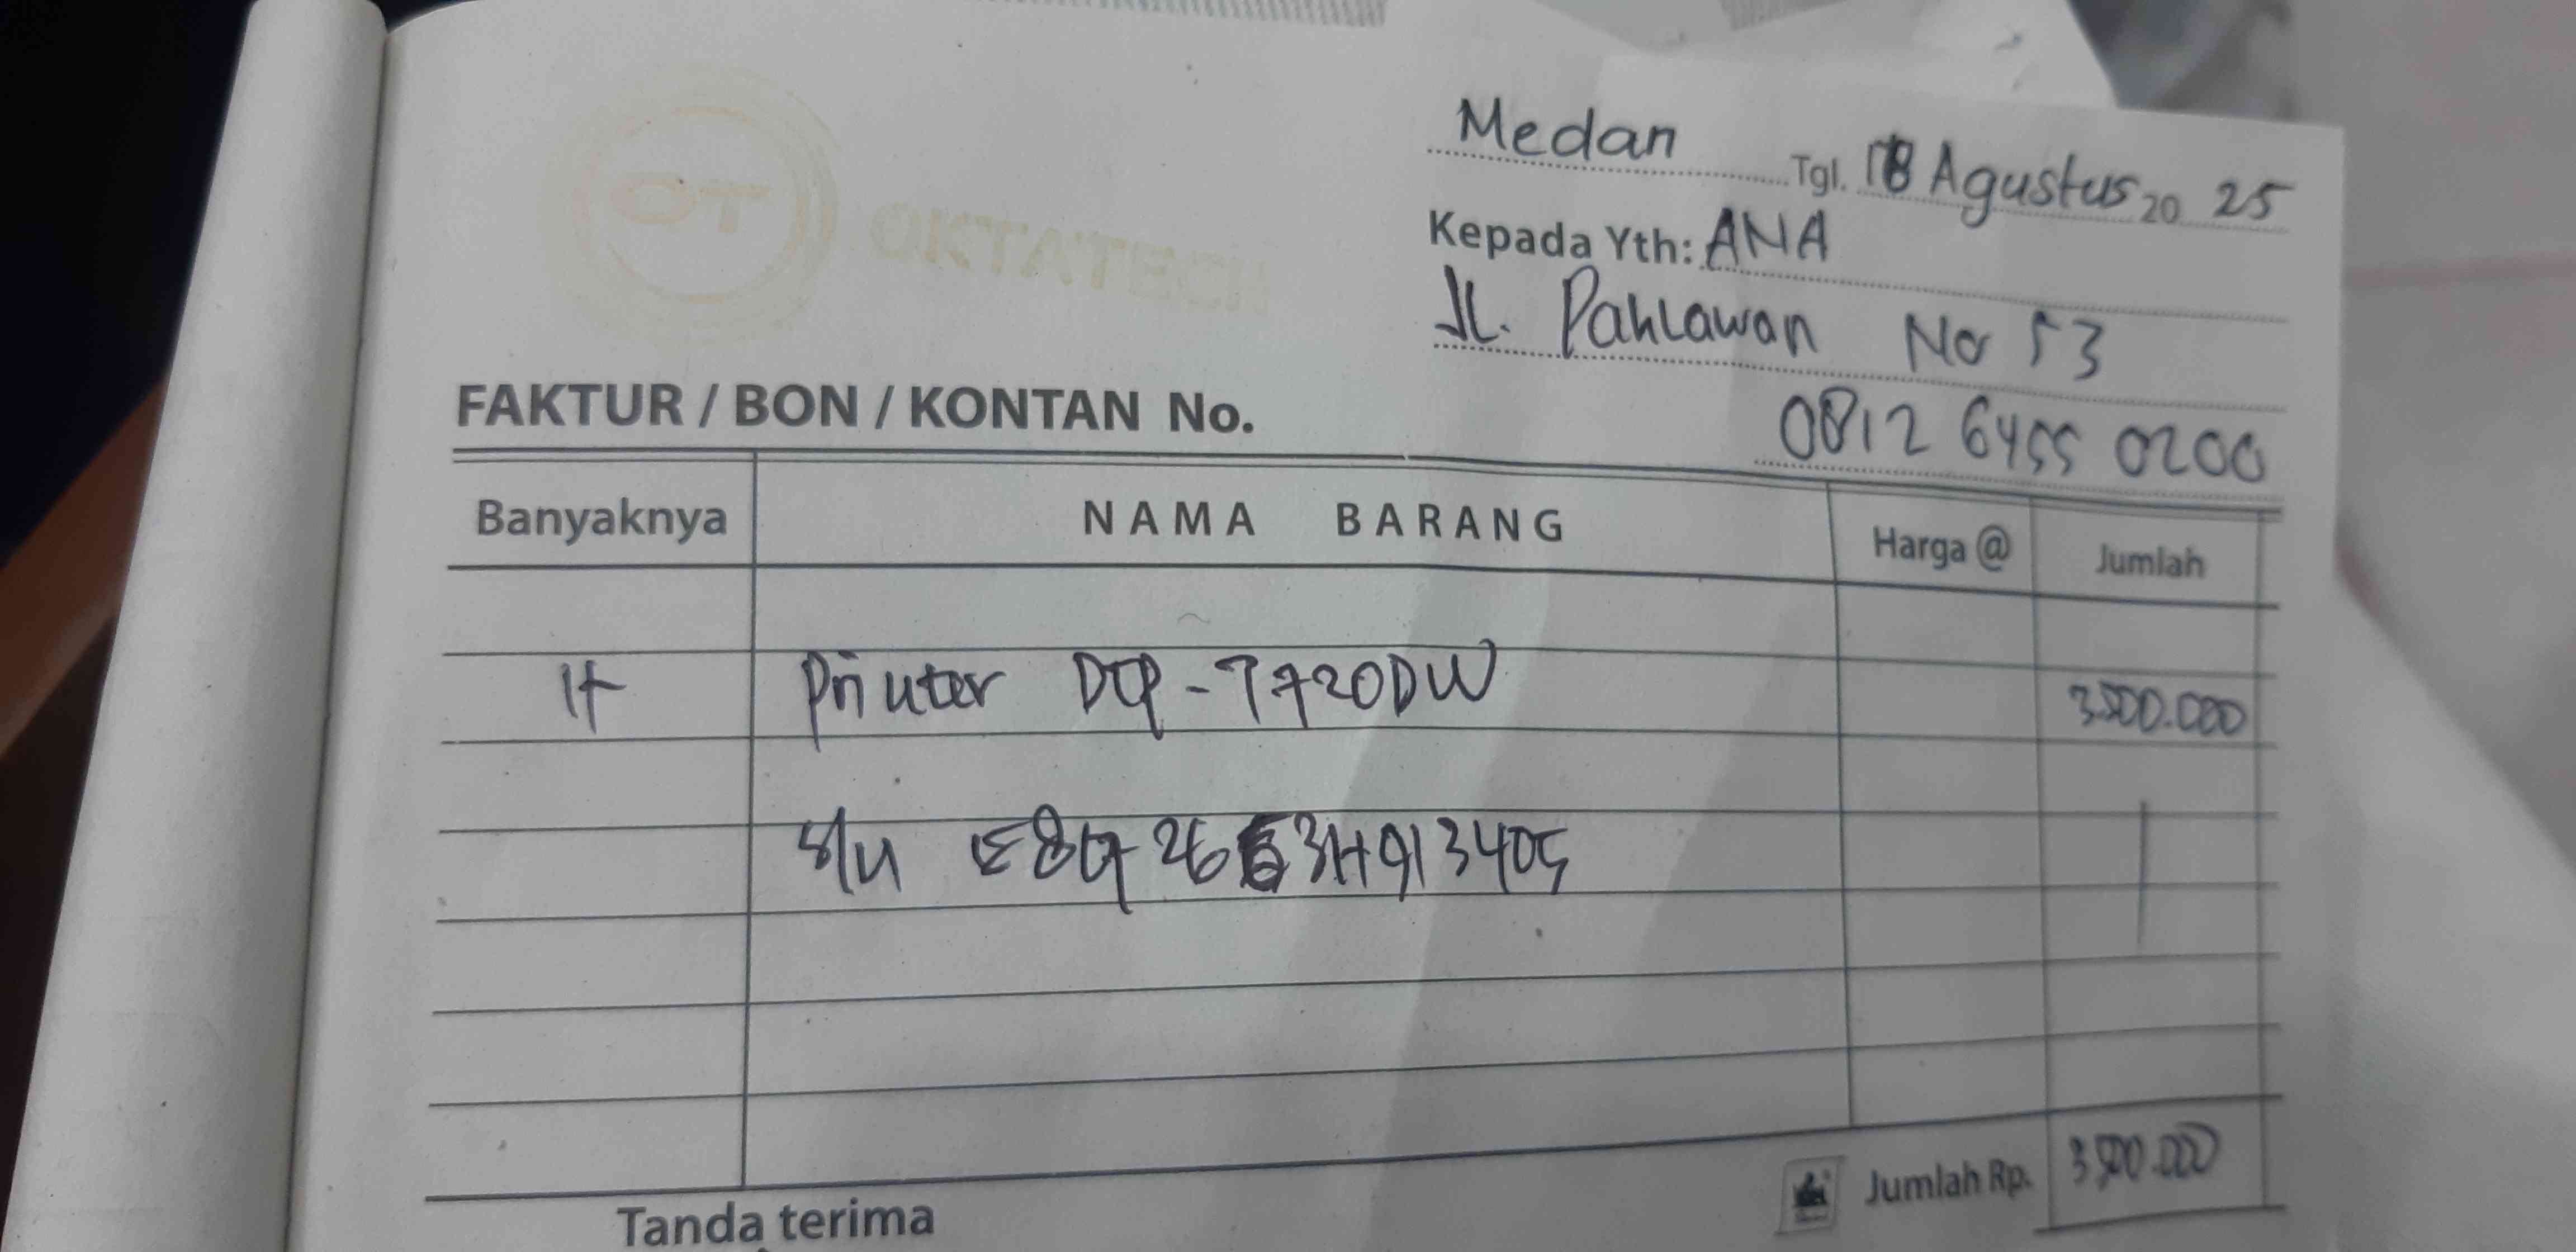 Medan Tgl. 18 Agustus 20 25
Kepada Yth: ANA
Jl. Pahlawan No 53
0812 6455 0200
OKTATECH
FAKTUR / BON / KONTAN No.
Banyaknya NAMA BARANG Harga @ Jumlah
Printer DCP-T720DW 3.500.000
S/N
Jumlah Rp. 3.500.000
Tanda terima